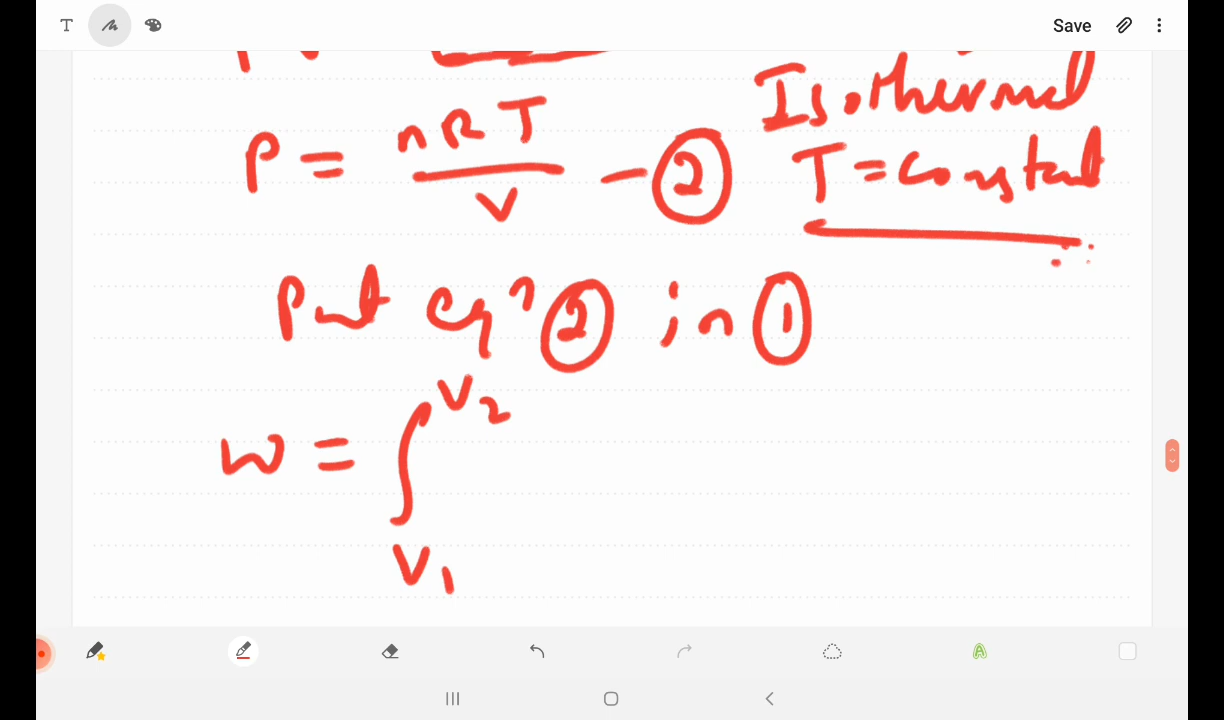 T Save
Isothermal
P = nRT / V — ②
T = constant
Put eqn ② in ①
W = ∫ V2
V1
A